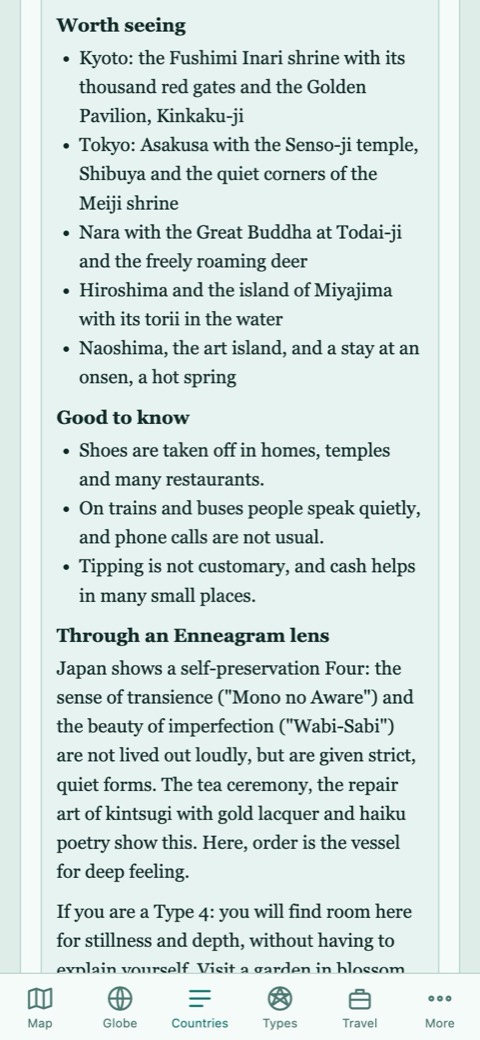 Worth seeing
• Kyoto: the Fushimi Inari shrine with its
thousand red gates and the Golden
Pavilion, Kinkaku-ji
• Tokyo: Asakusa with the Senso-ji temple,
Shibuya and the quiet corners of the
Meiji shrine
• Nara with the Great Buddha at Todai-ji
and the freely roaming deer
• Hiroshima and the island of Miyajima
with its torii in the water
• Naoshima, the art island, and a stay at an
onsen, a hot spring
Good to know
• Shoes are taken off in homes, temples
and many restaurants.
• On trains and buses people speak quietly,
and phone calls are not usual.
• Tipping is not customary, and cash helps
in many small places.
Through an Enneagram lens
Japan shows a self-preservation Four: the
sense of transience ("Mono no Aware") and
the beauty of imperfection ("Wabi-Sabi")
are not lived out loudly, but are given strict,
quiet forms. The tea ceremony, the repair
art of kintsugi with gold lacquer and haiku
poetry show this. Here, order is the vessel
for deep feeling.
If you are a Type 4: you will find room here
for stillness and depth, without having to
explain yourself. Visit a garden in blossom
Map
Globe
Countries
Types
Travel
More